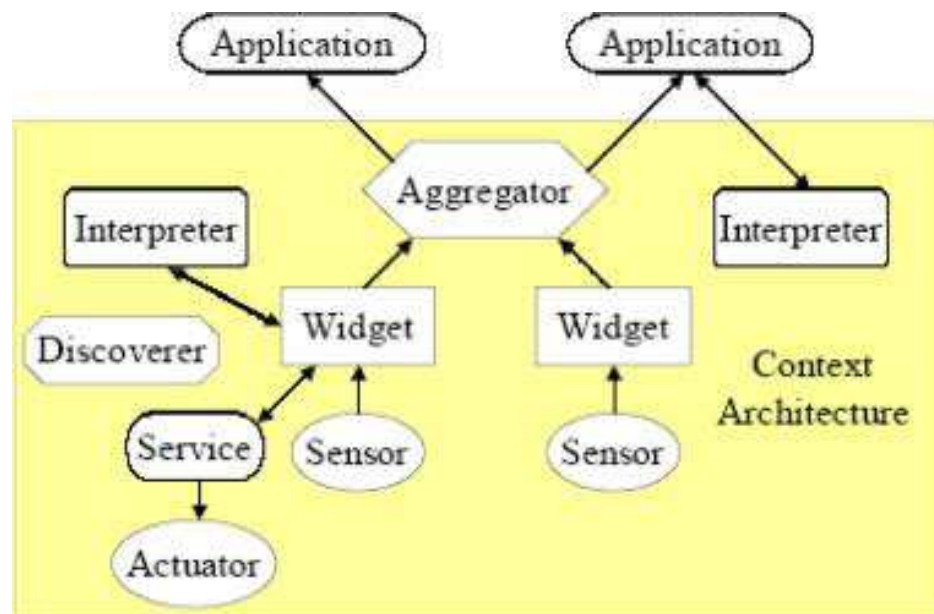 Application
Application
Aggregator
Interpreter
Interpreter
Widget
Widget
Discoverer
Context
Architecture
Service
Sensor
Sensor
Actuator